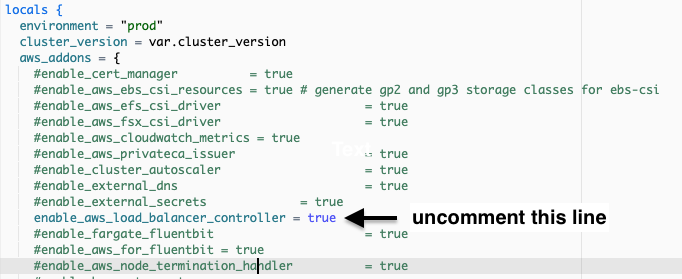 locals {
environment = "prod"
cluster_version = var.cluster_version
aws_addons = {
#enable_cert_manager = true
#enable_aws_ebs_csi_resources = true # generate gp2 and gp3 storage classes for ebs-csi
#enable_aws_efs_csi_driver = true
#enable_aws_fsx_csi_driver = true
#enable_aws_cloudwatch_metrics = true
Text
#enable_aws_privateca_issuer = true
#enable_cluster_autoscaler = true
#enable_external_dns = true
#enable_external_secrets = true
enable_aws_load_balancer_controller = true uncomment this line
#enable_fargate_fluentbit = true
#enable_aws_for_fluentbit = true
#enable_aws_node_termination_handler = true